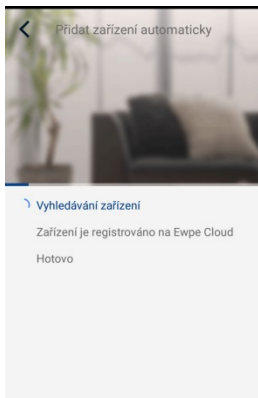 Přidat zařízení automaticky
Vyhledávání zařízení
Zařízení je registrováno na Ewpe Cloud
Hotovo